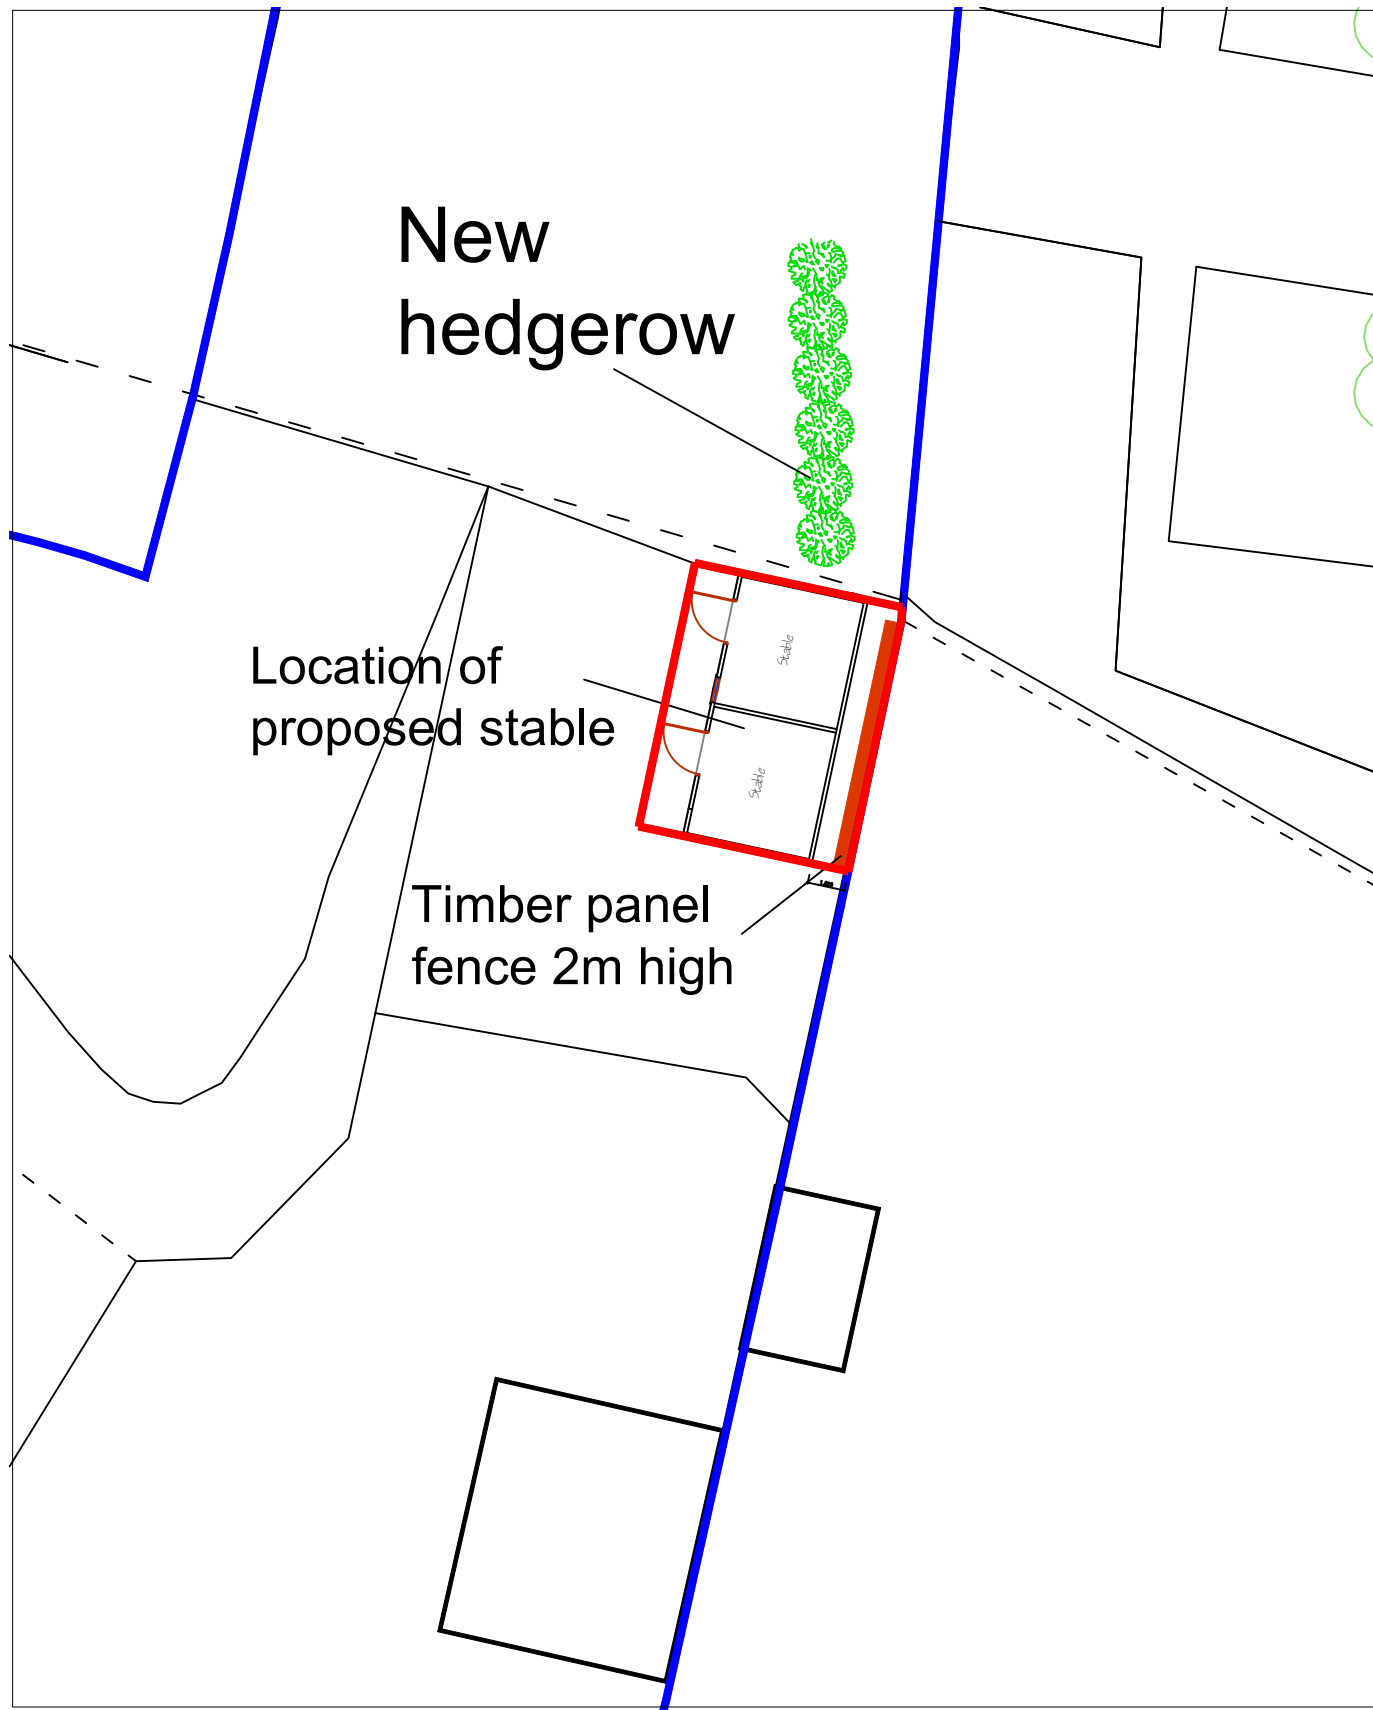 New
hedgerow
Stable
Location of
proposed stable
Stable
Timber panel
fence 2m high